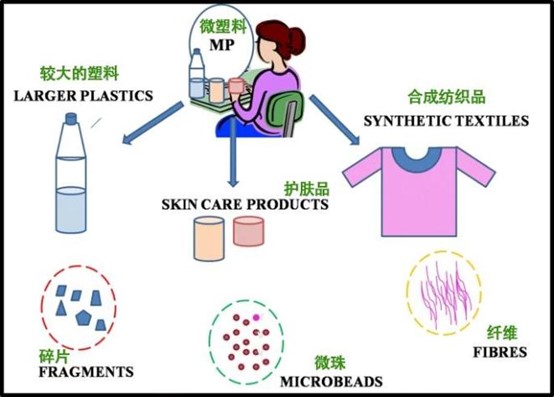 微塑料
MP
较大的塑料
LARGER PLASTICS
合成纺织品
SYNTHETIC TEXTILES
护肤品
SKIN CARE PRODUCTS
碎片
FRAGMENTS
微珠
MICROBEADS
纤维
FIBRES